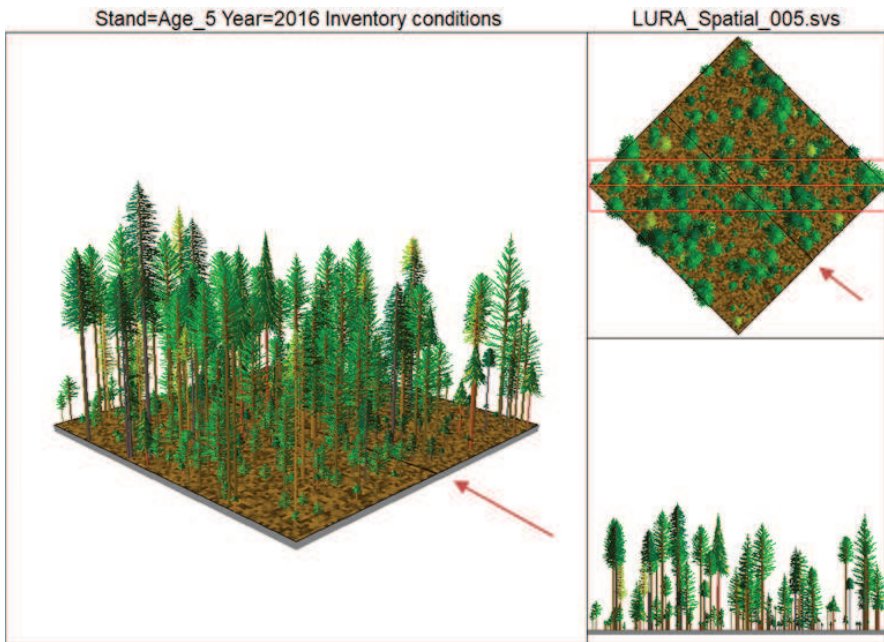 Stand=Age_5 Year=2016 Inventory conditions
LURA_Spatial_005.svs